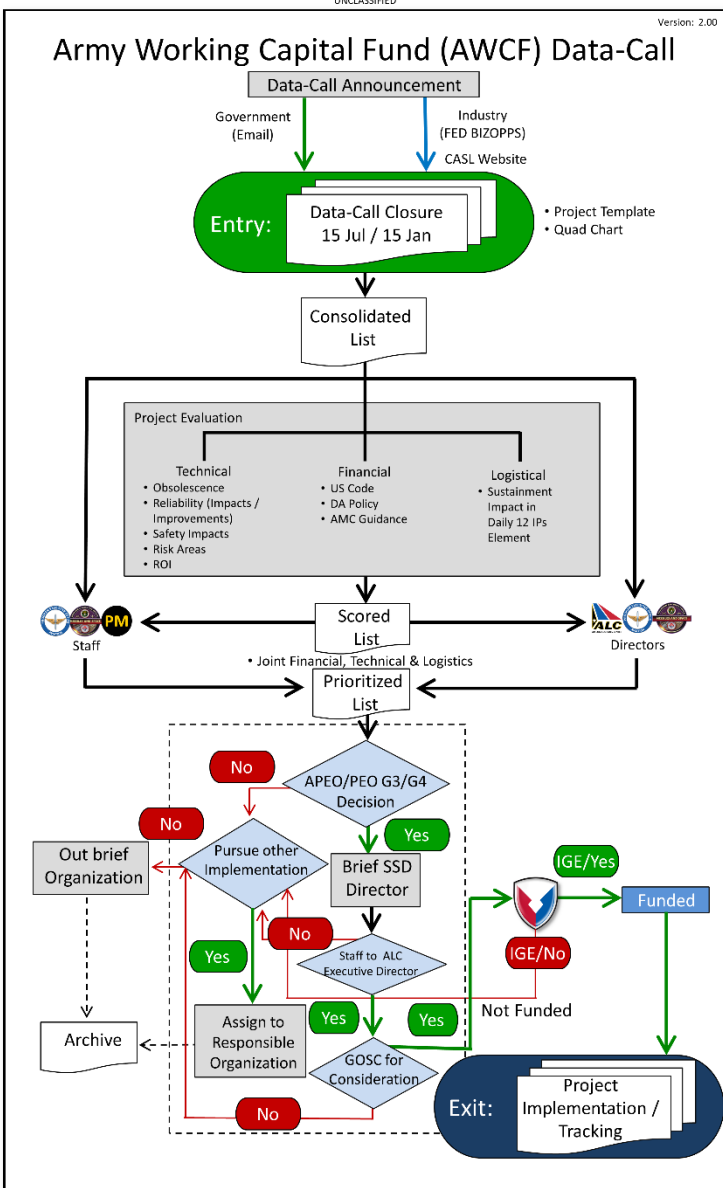 UNCLASSIFIED
Version: 2.00
Army Working Capital Fund (AWCF) Data-Call
Data-Call Announcement
Government
(Email)
Industry
(FED BIZOPPS)
CASL Website
Entry:
Data-Call Closure
15 Jul / 15 Jan
• Project Template
• Quad Chart
Consolidated
List
Project Evaluation
Technical
• Obsolescence
• Reliability (Impacts /
Improvements)
• Safety Impacts
• Risk Areas
• ROI
Financial
• US Code
• DA Policy
• AMC Guidance
Logistical
• Sustainment
Impact in
Daily 12 IPs
Element
PM
Staff
Scored
List
ALC
Directors
• Joint Financial, Technical & Logistics
Prioritized
List
No
APEO/PEO G3/G4
Decision
No
Yes
Out brief
Organization
Pursue other
Implementation
Brief SSD
Director
IGE/Yes
Funded
No
Yes
Staff to ALC
Executive Director
IGE/No
Not Funded
Yes
Yes
Archive
Assign to
Responsible
Organization
GOSC for
Consideration
No
Exit:
Project
Implementation /
Tracking